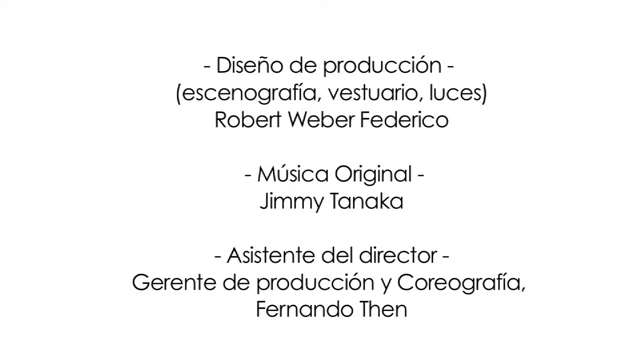 - Diseño de producción -
(escenografía, vestuario, luces)
Robert Weber Federico
- Música Original -
Jimmy Tanaka
- Asistente del director -
Gerente de producción y Coreografía,
Fernando Then